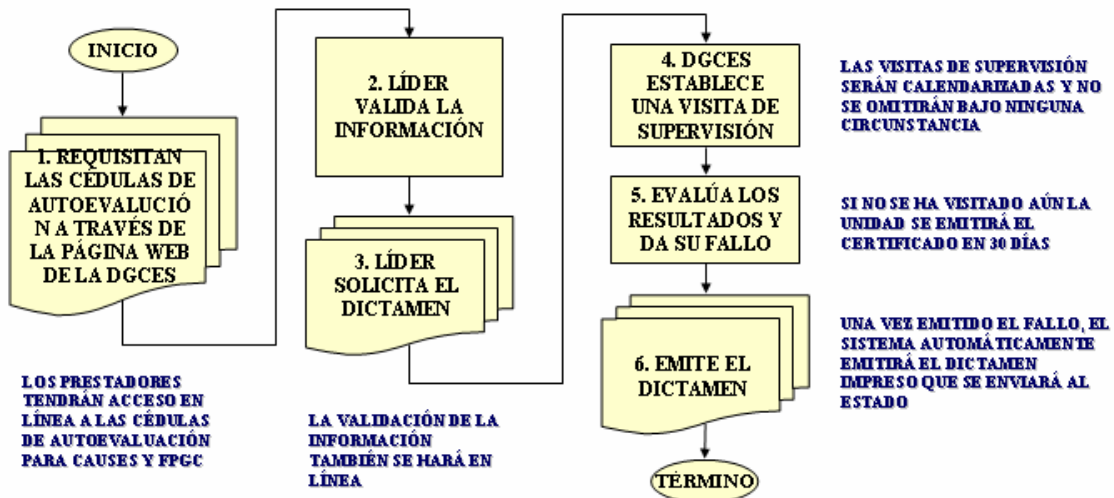 INICIO
1. REQUISITAN
LAS CÉDULAS DE
AUTOEVALUCIÓ
N A TRAVÉS DE
LA PÁGINA WEB
DE LA DGCES
LOS PRESTADORES
TENDRÁN ACCESO EN
LÍNEA A LAS CÉDULAS
DE AUTOEVALUACIÓN
PARA CAUSES Y FPGC
2. LÍDER
VALIDA LA
INFORMACIÓN
3. LÍDER
SOLICITA EL
DICTAMEN
LA VALIDACIÓN DE LA
INFORMACIÓN
TAMBIÉN SE HARÁ EN
LÍNEA
4. DGCES
ESTABLECE
UNA VISITA DE
SUPERVISIÓN
LAS VISITAS DE SUPERVISIÓN
SERÁN CALENDARIZADAS Y NO
SE OMITIRÁN BAJO NINGUNA
CIRCUNSTANCIA
5. EVALÚA LOS
RESULTADOS Y
DA SU FALLO
SI NO SE HA VISITADO AÚN LA
UNIDAD SE EMITIRÁ EL
CERTIFICADO EN 30 DÍAS
6. EMITE EL
DICTAMEN
UNA VEZ EMITIDO EL FALLO, EL
SISTEMA AUTOMÁTICAMENTE
EMITIRÁ EL DICTAMEN
IMPRESO QUE SE ENVIARÁ AL
ESTADO
TÉRMINO